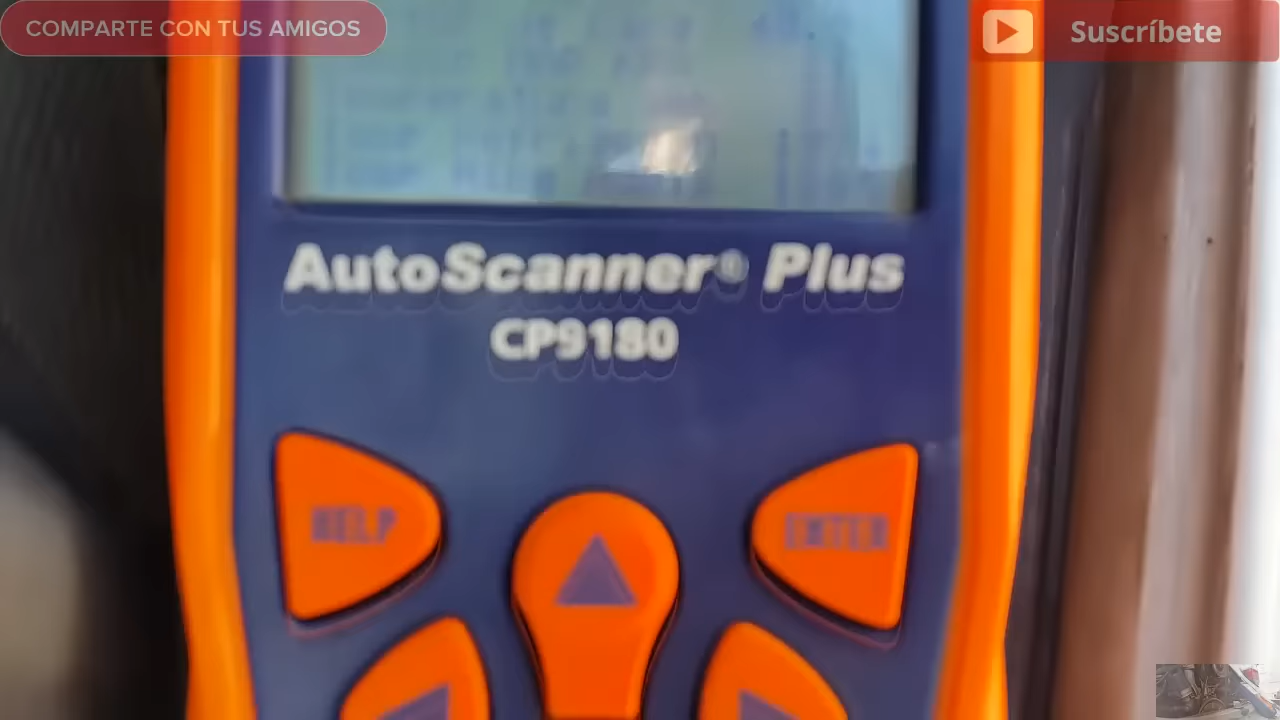 COMPARTE CON TUS AMIGOS
Suscríbete
AutoScanner® Plus
CP9180
HELP
ENTER